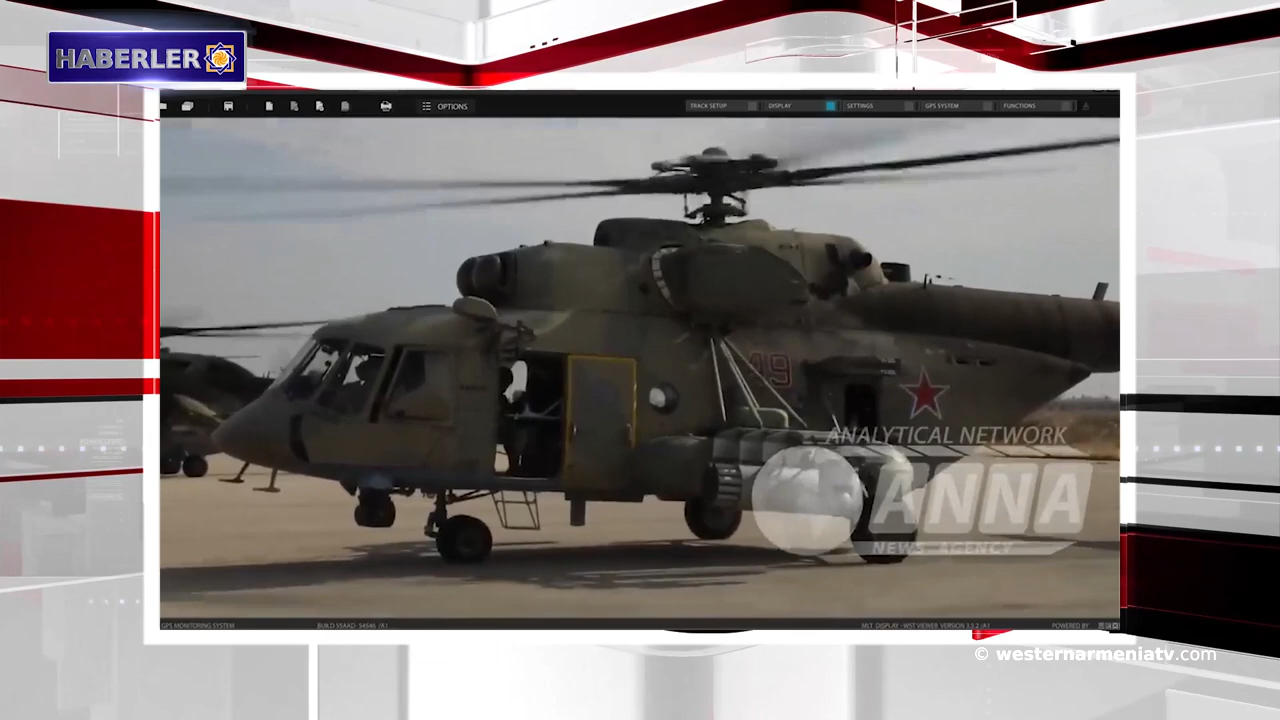 HABERLER
OPTIONS
TRACK SETUP
DISPLAY
SETTINGS
GPS SYSTEM
FUNCTIONS
49
ANALYTICAL NETWORK
ANNA
NEWS AGENCY
GPS MONITORING SYSTEM
MLT DISPLAY - WST VIEWER VERSION 3.5.2 /A1
POWERED BY
© westernarmeniatv.com